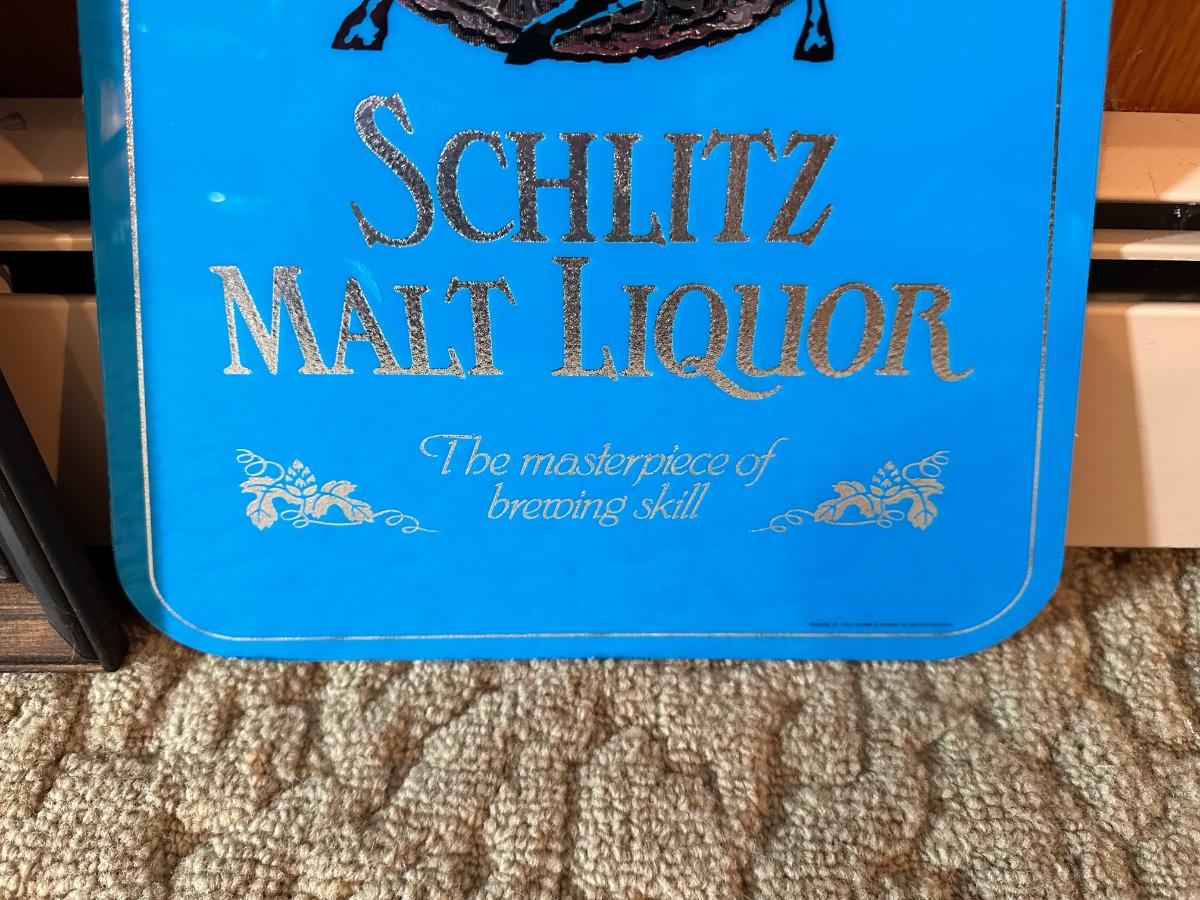 SCHLITZ
MALT LIQUOR
The masterpiece of
brewing skill